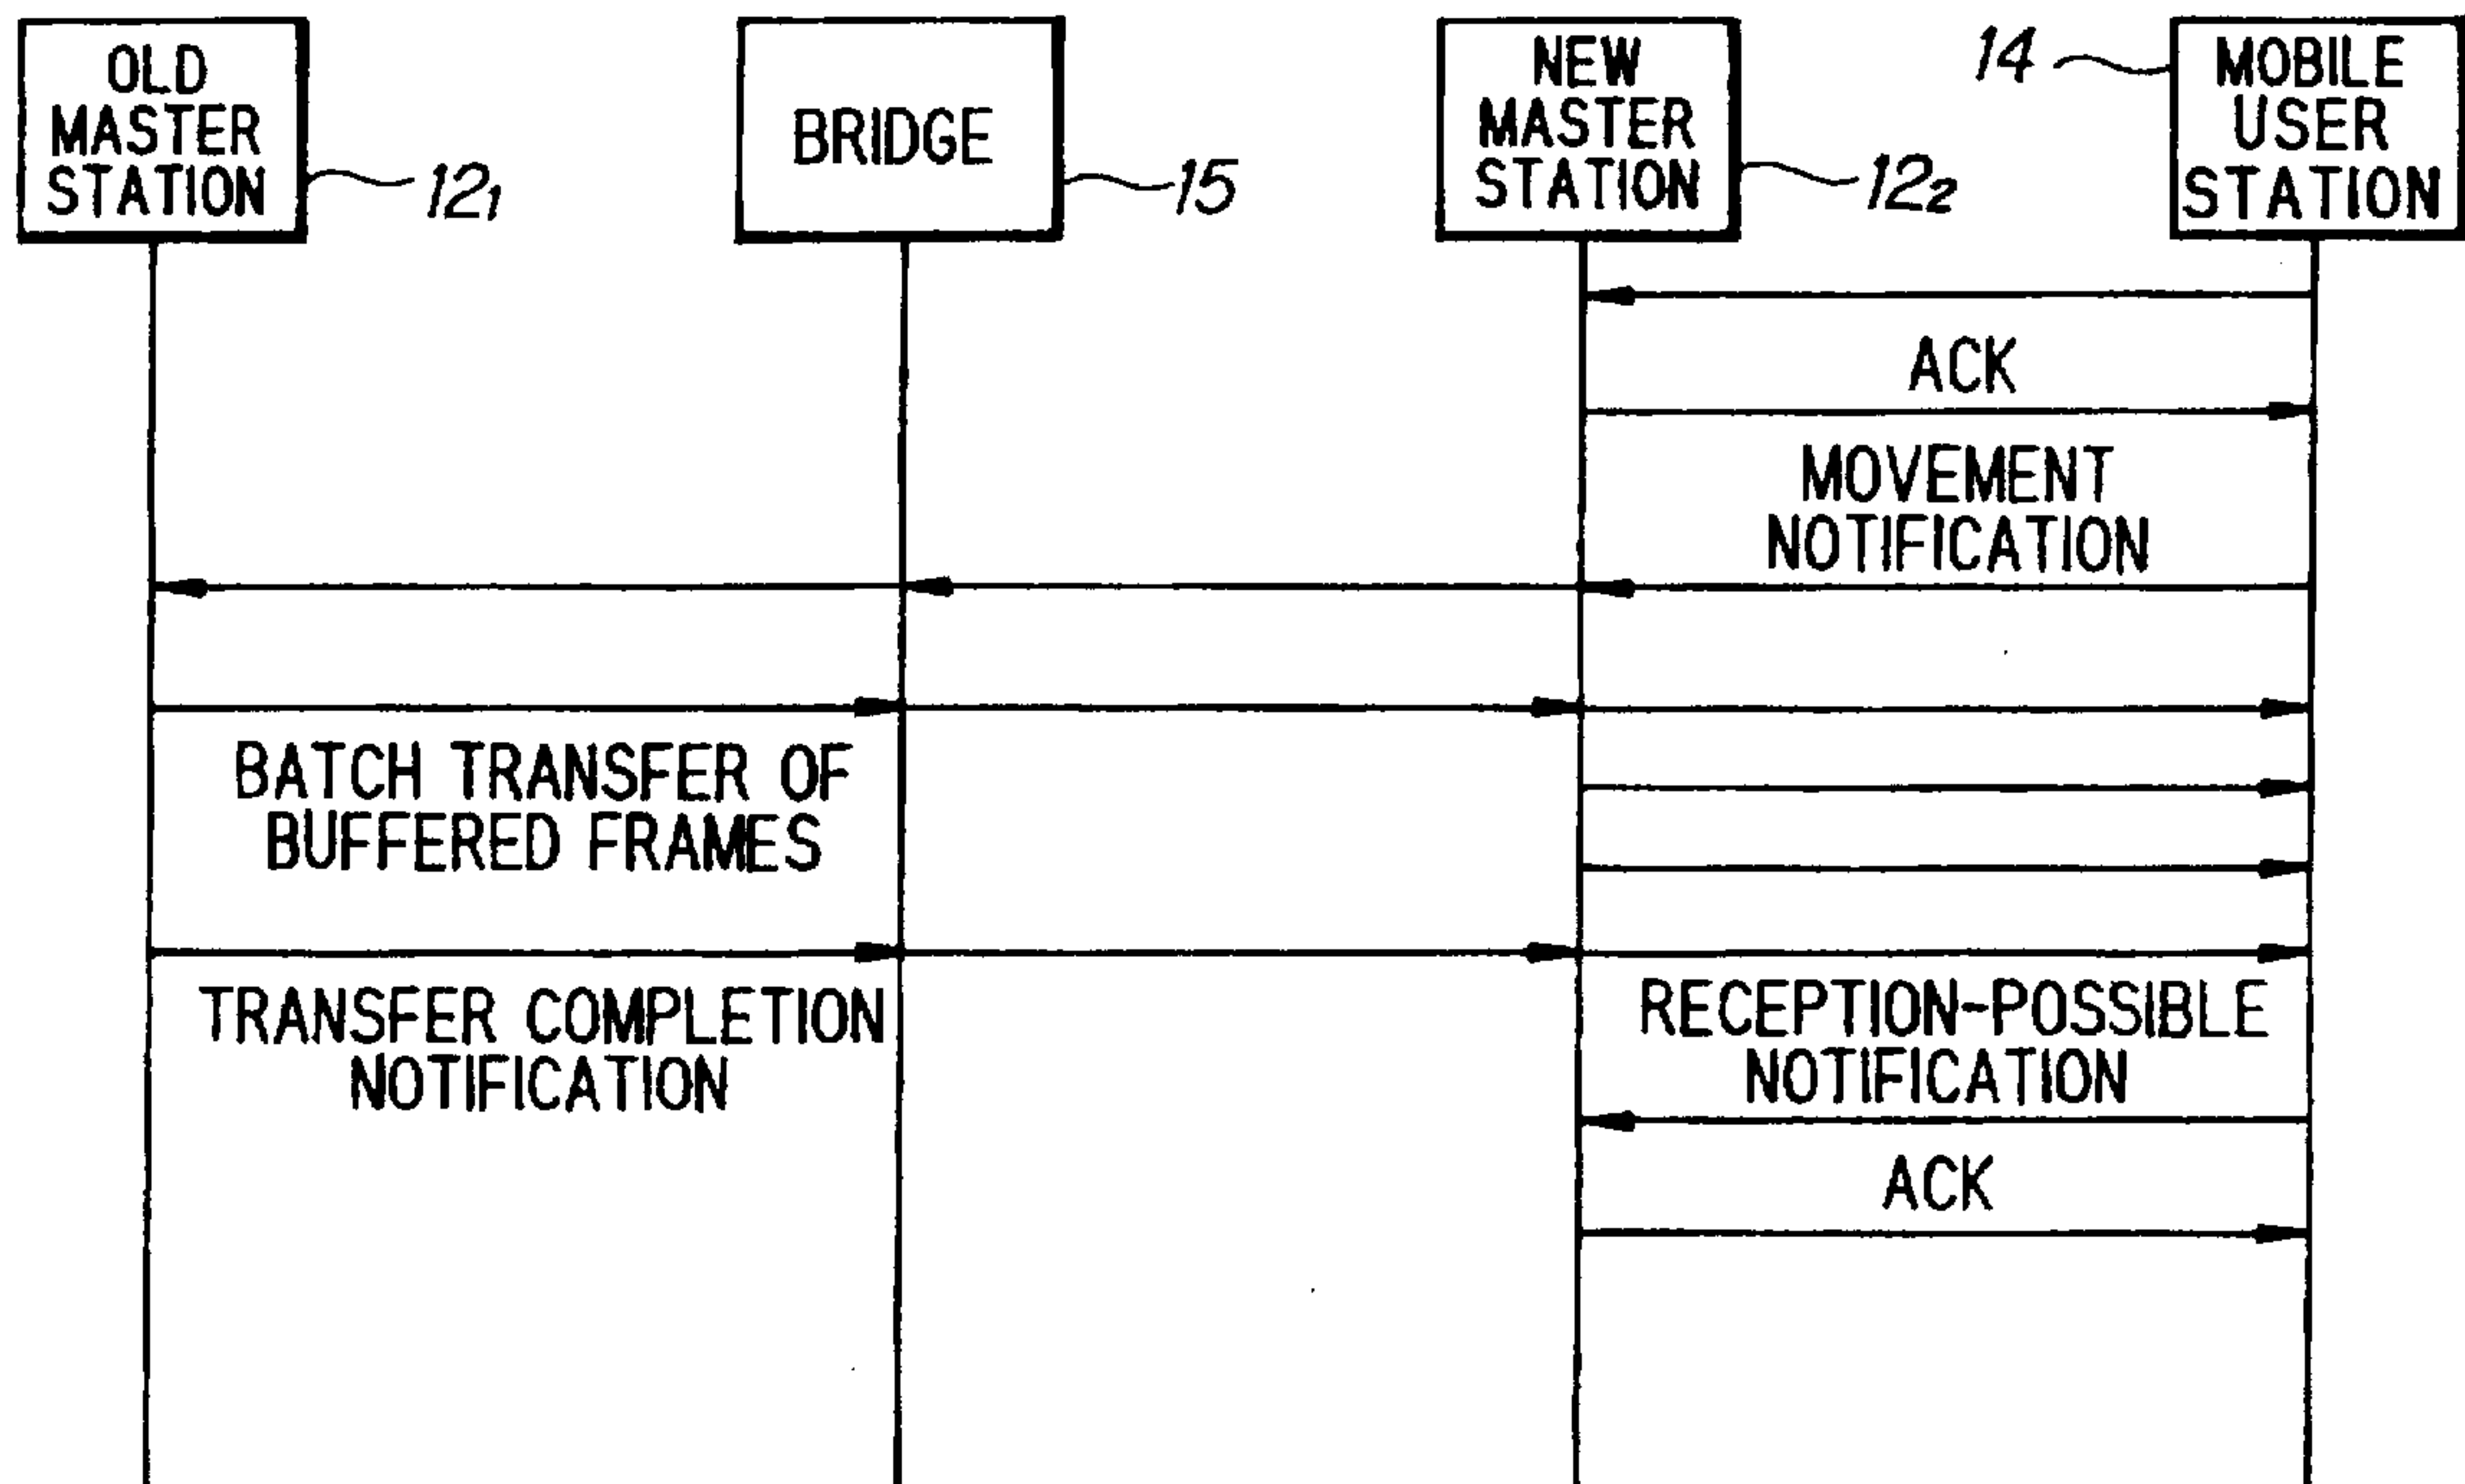 OLD
MASTER
STATION
12₁
BRIDGE
15
NEW
MASTER
STATION
12₂
14
MOBILE
USER
STATION
ACK
MOVEMENT
NOTIFICATION
BATCH TRANSFER OF
BUFFERED FRAMES
TRANSFER COMPLETION
NOTIFICATION
RECEPTION-POSSIBLE
NOTIFICATION
ACK